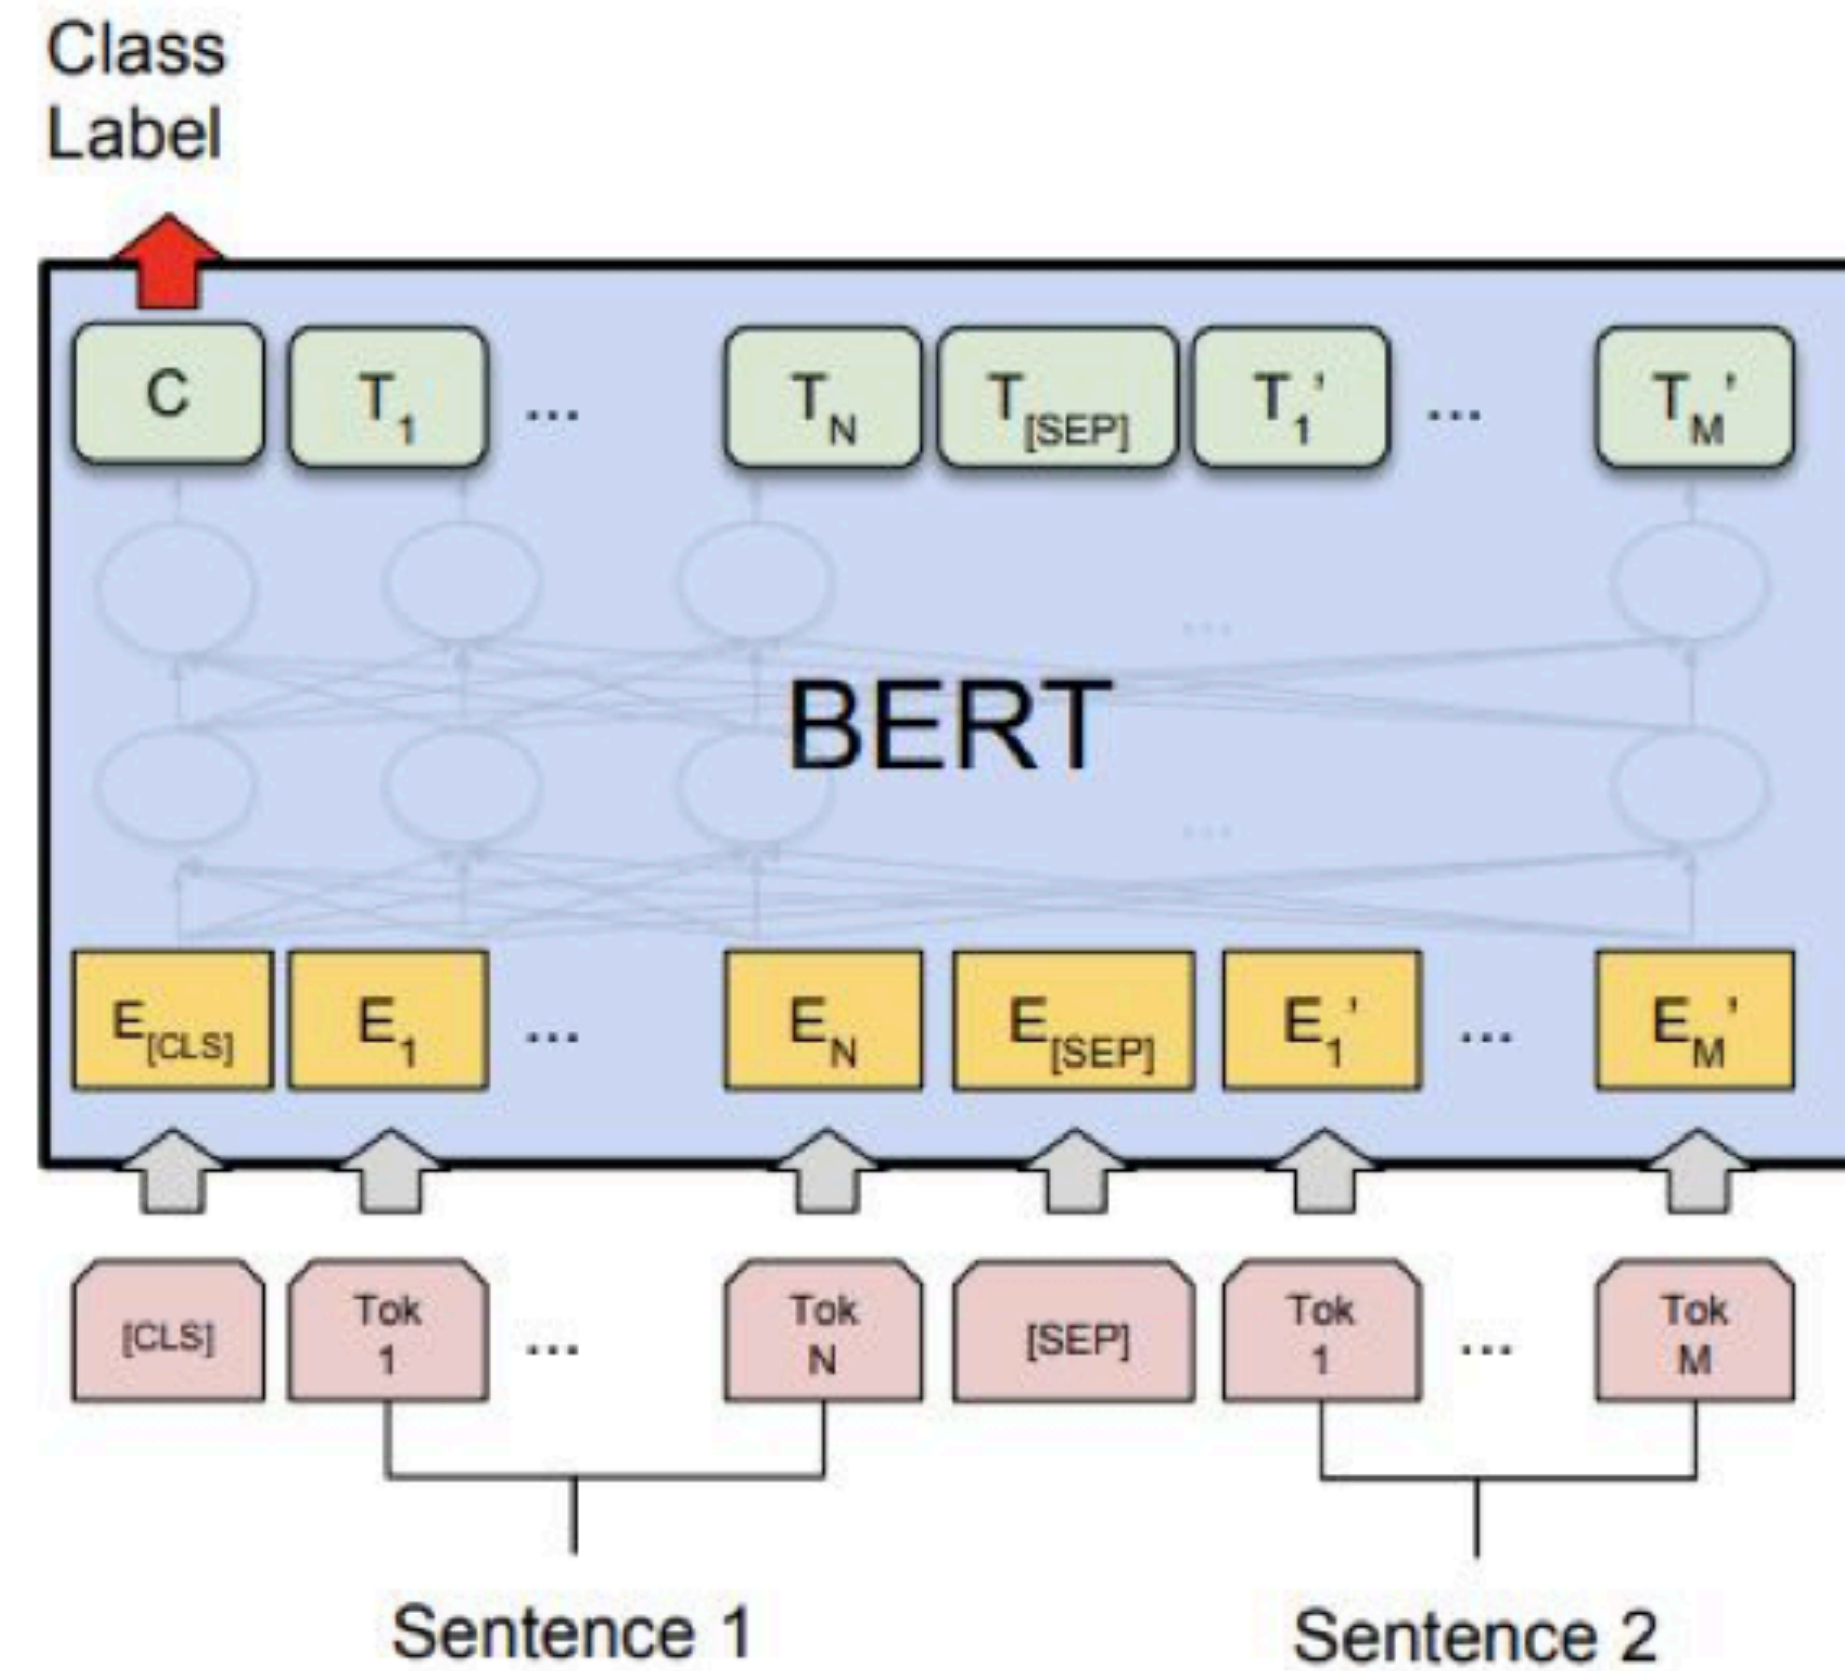 Class
Label
C T1 ... TN T[SEP] T1' ... TM'
...
BERT
...
E[CLS] E1 ... EN E[SEP] E1' ... EM'
[CLS] Tok 1 ... Tok N [SEP] Tok 1 ... Tok M
Sentence 1 Sentence 2